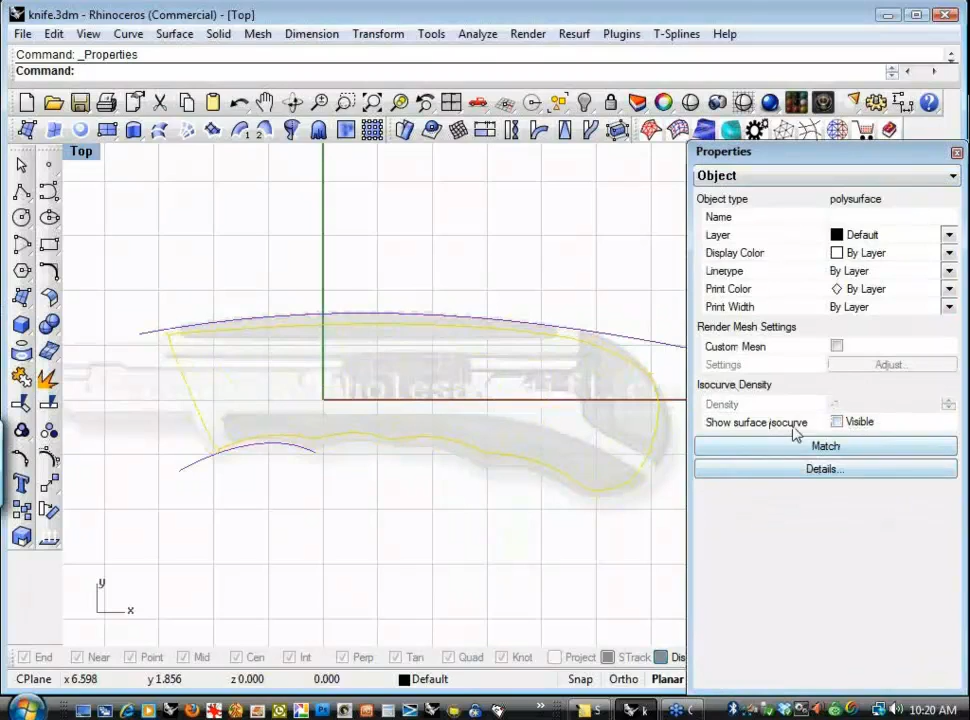 knife.3dm - Rhinoceros (Commercial) - [Top]
File Edit View Curve Surface Solid Mesh Dimension Transform Tools Analyze Render Resurf Plugins T-Splines Help
Command: _Properties
Command:
Top
Properties
Object
Object type polysurface
Name
Layer Default
Display Color By Layer
Linetype By Layer
Print Color By Layer
Print Width By Layer
Render Mesh Settings
Custom Mesh
Settings Adjust...
Isocurve Density
Density
Show surface isocurve Visible
Match
Details...
y
x
End Near Point Mid Cen Int Perp Tan Quad Knot Project STrack Dis
CPlane x 6.598 y 1.856 z 0.000 0.000 Default Snap Ortho Planar
S k C 10:20 AM